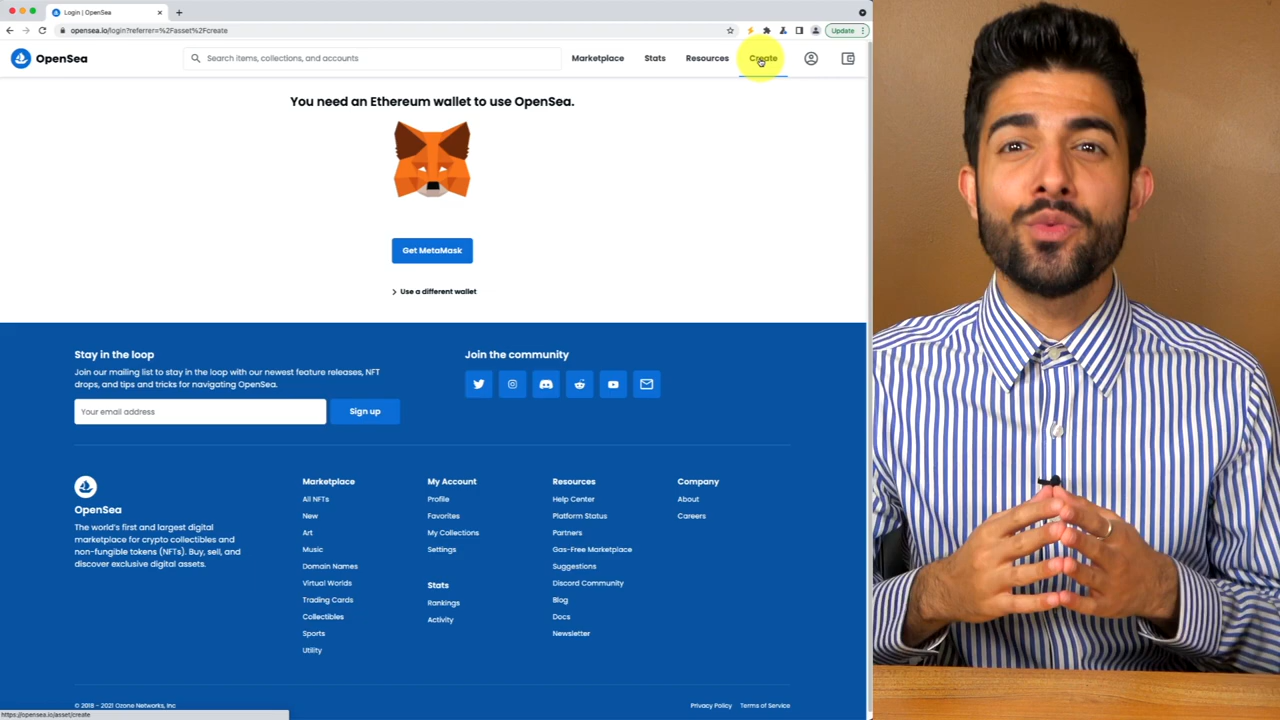 Login | OpenSea
opensea.io/login?referrer=%2Fasset%2Fcreate
Update
OpenSea
Search items, collections, and accounts
Marketplace
Stats
Resources
Create
You need an Ethereum wallet to use OpenSea.
Get MetaMask
Use a different wallet
Stay in the loop
Join our mailing list to stay in the loop with our newest feature releases, NFT
drops, and tips and tricks for navigating OpenSea.
Your email address
Sign up
Join the community
OpenSea
The world's first and largest digital
marketplace for crypto collectibles and
non-fungible tokens (NFTs). Buy, sell, and
discover exclusive digital assets.
Marketplace
All NFTs
New
Art
Music
Domain Names
Virtual Worlds
Trading Cards
Collectibles
Sports
Utility
My Account
Profile
Favorites
My Collections
Settings
Stats
Rankings
Activity
Resources
Help Center
Platform Status
Partners
Gas-Free Marketplace
Suggestions
Discord Community
Blog
Docs
Newsletter
Company
About
Careers
© 2018 - 2021 Ozone Networks, Inc
Privacy Policy
Terms of Service
https://opensea.io/asset/create